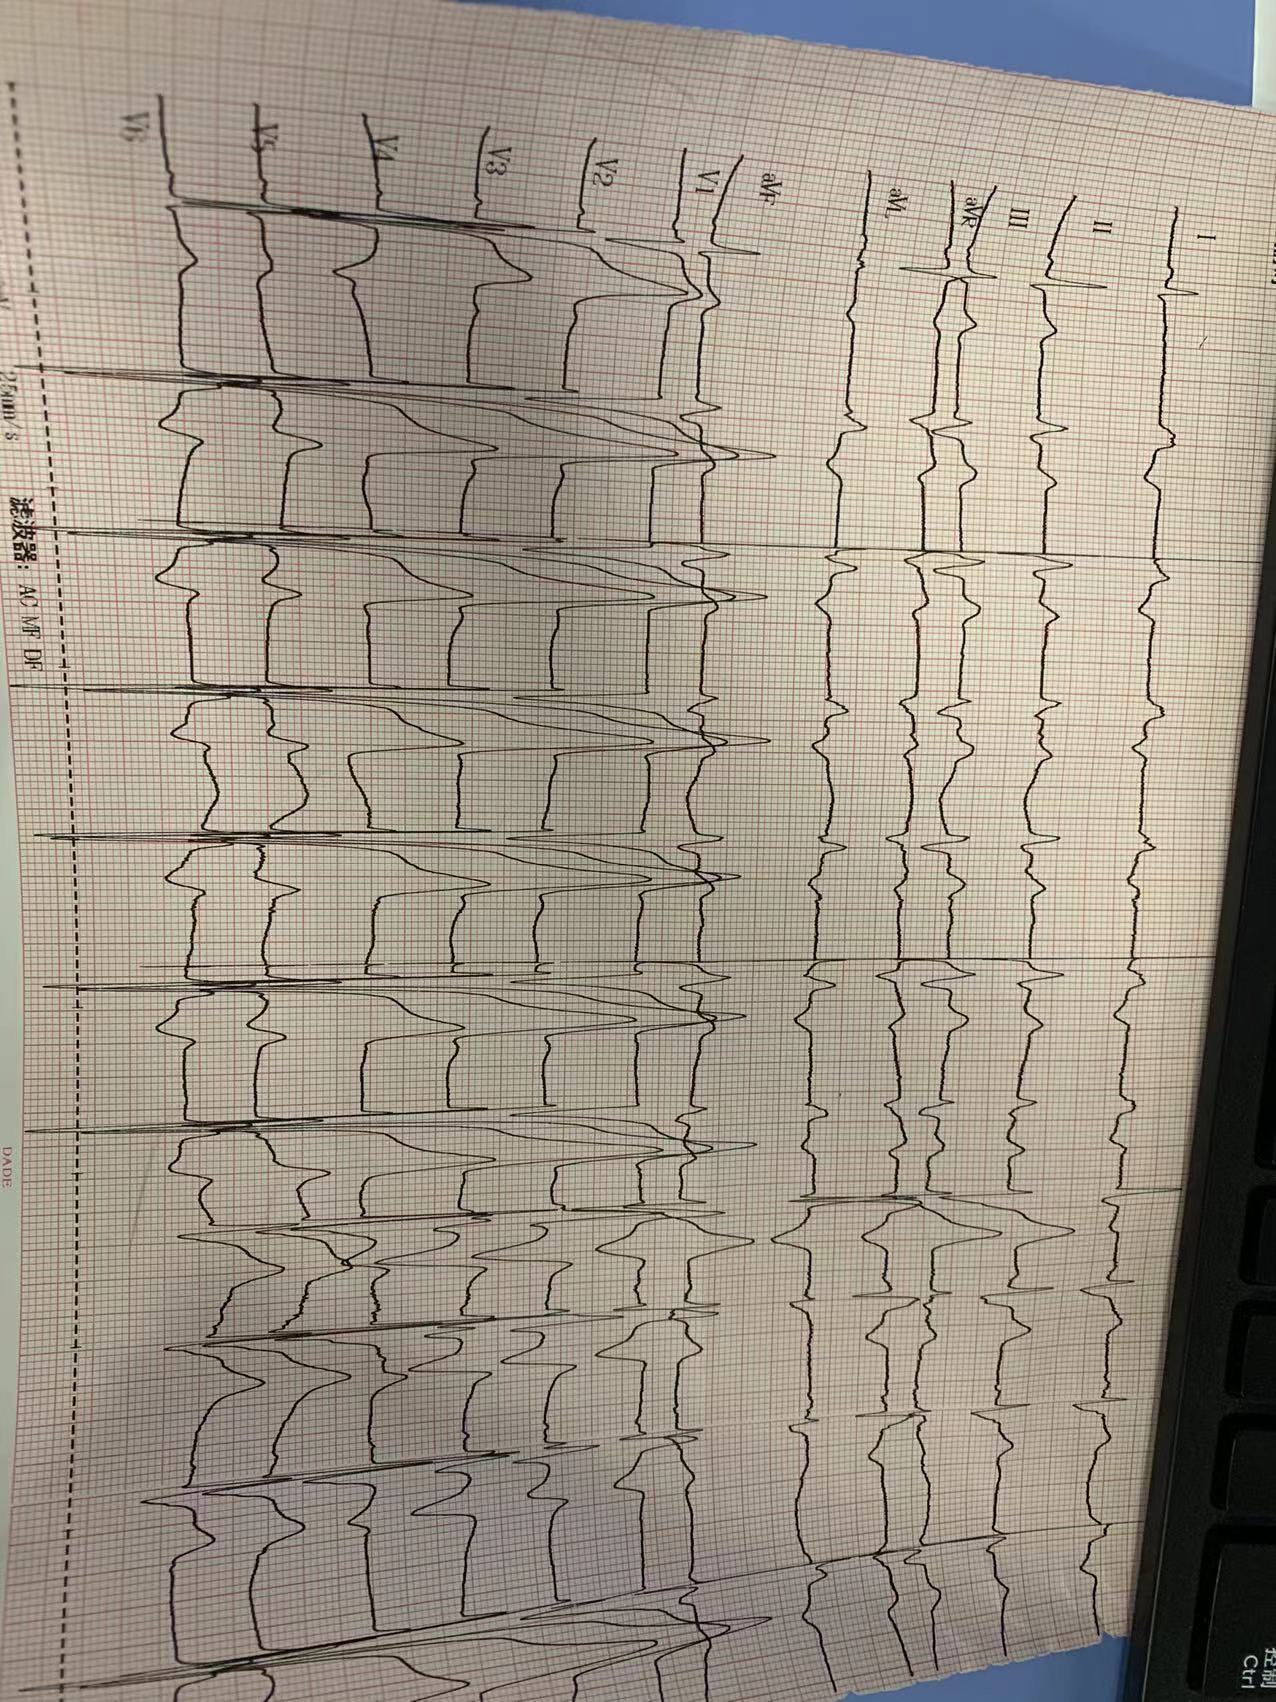 I
II
III
aVR
aVL
aVF
V1
V2
V3
V4
V5
V6
25mm/s
滤波器: AC MF DF
DADE
控制
Ctrl